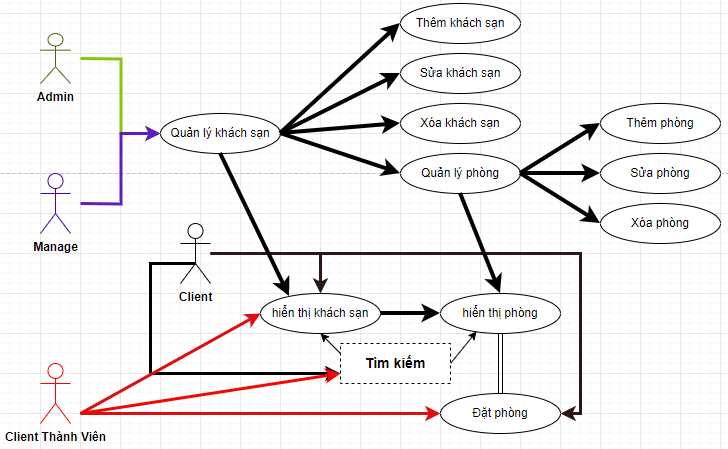 Thêm khách sạn
Sửa khách sạn
Admin
Xóa khách sạn
Thêm phòng
Quản lý khách sạn
Quản lý phòng
Sửa phòng
Xóa phòng
Manage
Client
hiển thị khách sạn
hiển thị phòng
Tìm kiếm
Đặt phòng
Client Thành Viên